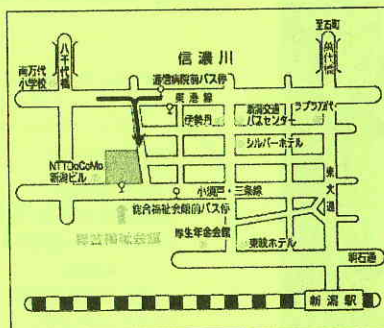 至古町
八千代橋
萬代橋
信濃川
南万代
小学校
逓信病院前バス停
東港線
伊勢丹
新潟交通
バスセンター
ラブラ万代
シルバーホテル
NTTDoCoMo
新潟ビル
小須戸・三条線
東大通
総合福祉会館前バス停
厚生年金会館
東映ホテル
明石通
新潟駅